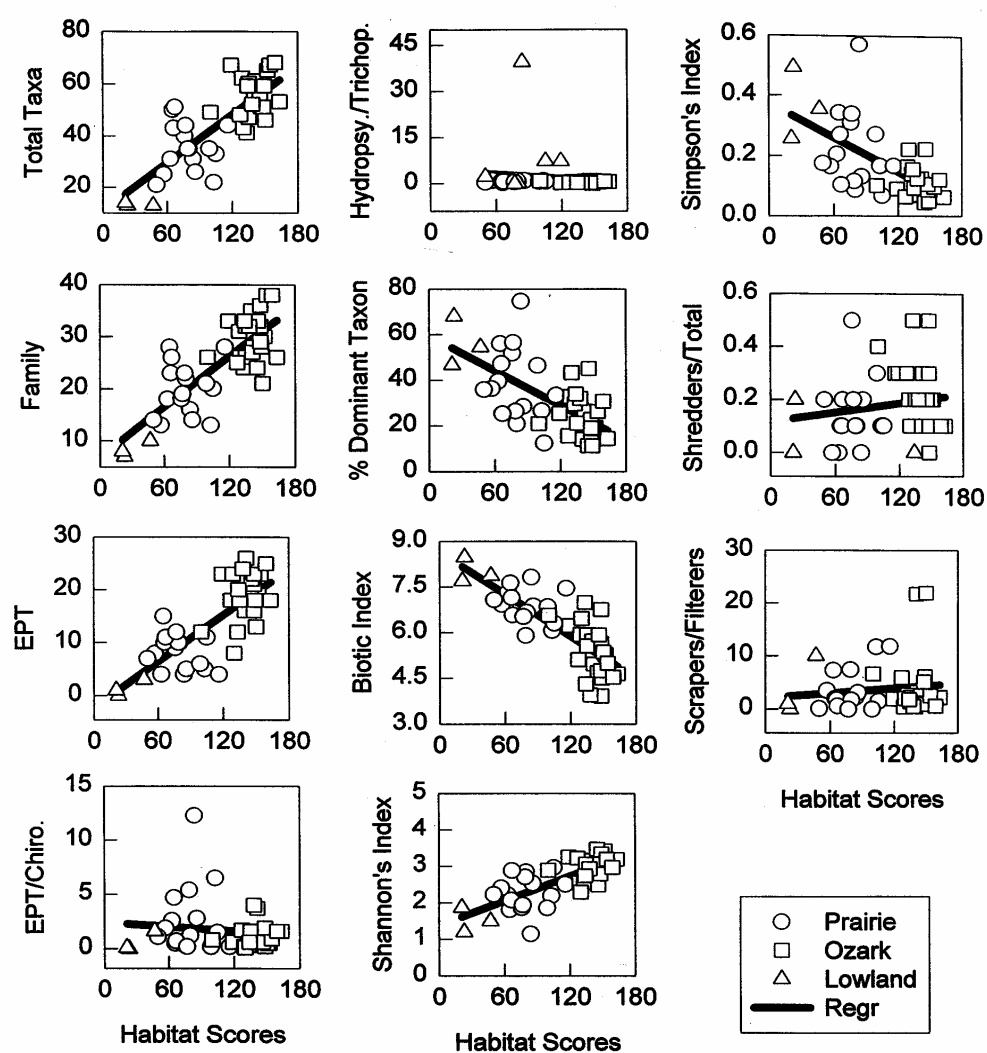 Total Taxa
80
60
40
20
0 60 120 180
Hydropsy./Trichop.
45
30
15
0
0 60 120 180
Simpson's Index
0.6
0.4
0.2
0.0
0 60 120 180
Family
40
30
20
10
0 60 120 180
% Dominant Taxon
80
60
40
20
0
0 60 120 180
Shredders/Total
0.6
0.4
0.2
0.0
0 60 120 180
EPT
30
20
10
0
0 60 120 180
Biotic Index
9.0
7.5
6.0
4.5
3.0
0 60 120 180
Scrapers/Filterers
30
20
10
0
0 60 120 180
Habitat Scores
EPT/Chiro.
15
10
5
0
0 60 120 180
Habitat Scores
Shannon's Index
5
4
3
2
1
0
0 60 120 180
Habitat Scores
Prairie
Ozark
Lowland
Regr